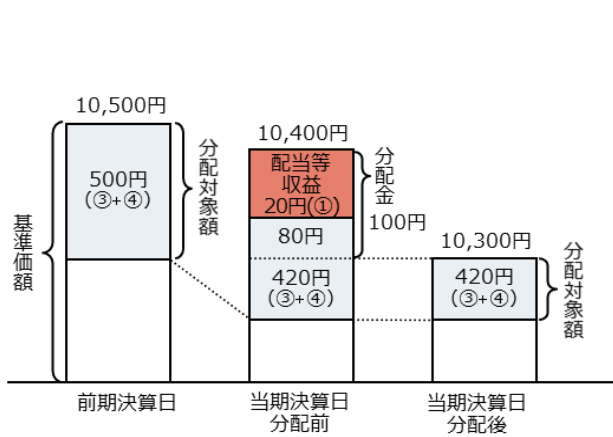 10,500円
500円
(③+④)
分配対象額
基準価額
前期決算日
10,400円
配当等
収益
20円(①)
80円
420円
(③+④)
分配金
100円
当期決算日
分配前
10,300円
420円
(③+④)
分配対象額
当期決算日
分配後